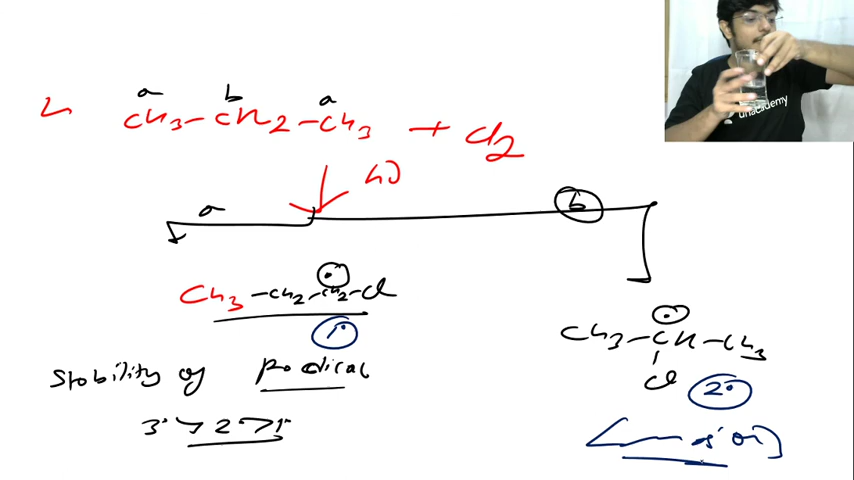 a b a
CH3 - CH2 - CH3 + Cl2
hν
a b
CH3 - CH2 - CH2 - Cl
1°
CH3 - CH - CH3
Cl
2°
Stability of Radical
3° > 2° > 1°
(major)
unacademy